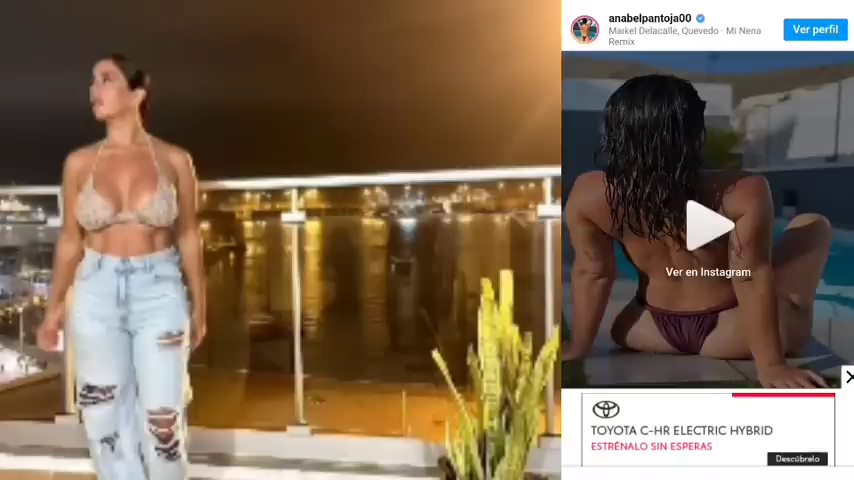 anabelpantoja00
Maikel Delacalle, Quevedo · Mi Nena
Remix
Ver perfil
Ver en Instagram
TOYOTA C-HR ELECTRIC HYBRID
ESTRÉNALO SIN ESPERAS
Descúbralo